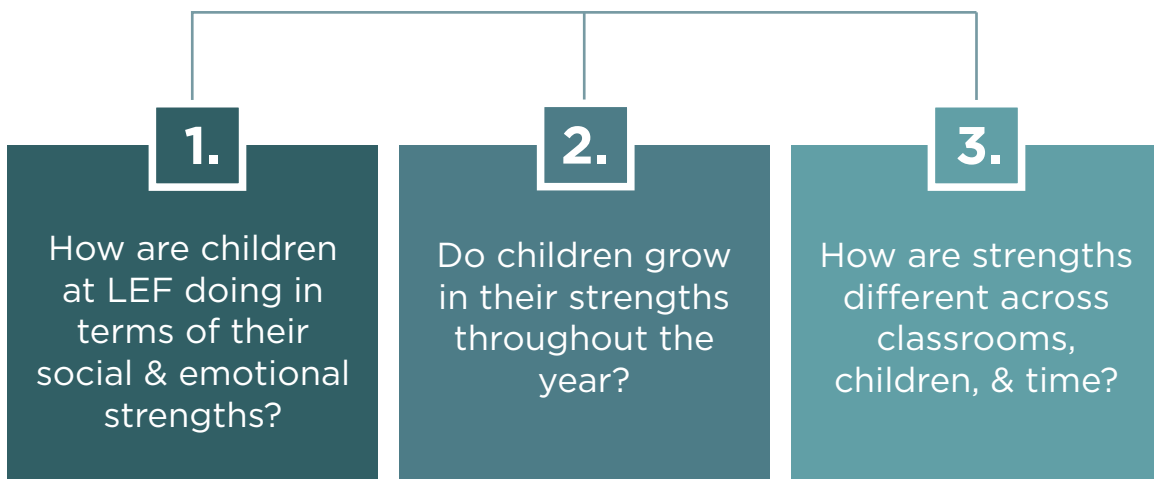 1.
How are children
at LEF doing in
terms of their
social & emotional
strengths?
2.
Do children grow
in their strengths
throughout the
year?
3.
How are strengths
different across
classrooms,
children, & time?